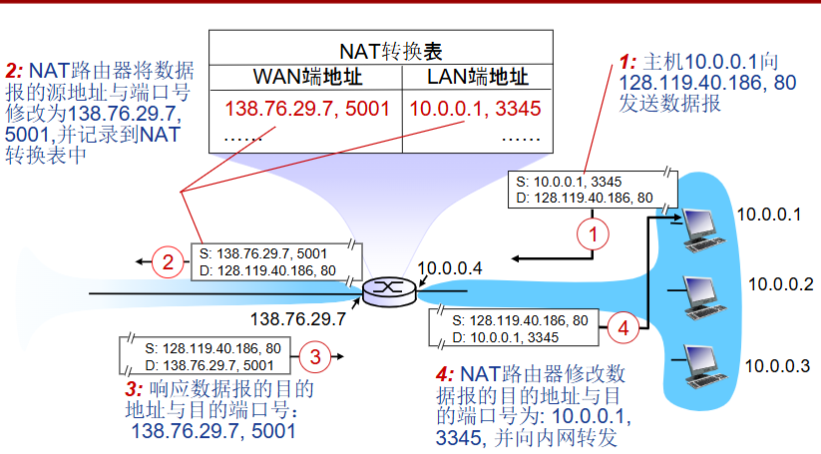 NAT转换表
WAN端地址 LAN端地址
138.76.29.7, 5001 10.0.0.1, 3345
…… ……
2: NAT路由器将数据
报的源地址与端口号
修改为138.76.29.7,
5001,并记录到NAT
转换表中
1: 主机10.0.0.1向
128.119.40.186, 80
发送数据报
S: 10.0.0.1, 3345
D: 128.119.40.186, 80
1
10.0.0.1
S: 138.76.29.7, 5001
D: 128.119.40.186, 80
2
10.0.0.4
10.0.0.2
138.76.29.7
S: 128.119.40.186, 80
D: 10.0.0.1, 3345
4
S: 128.119.40.186, 80
D: 138.76.29.7, 5001
3
10.0.0.3
3: 响应数据报的目的
地址与目的端口号：
138.76.29.7, 5001
4: NAT路由器修改数
据报的目的地址与目
的端口号为: 10.0.0.1,
3345, 并向内网转发